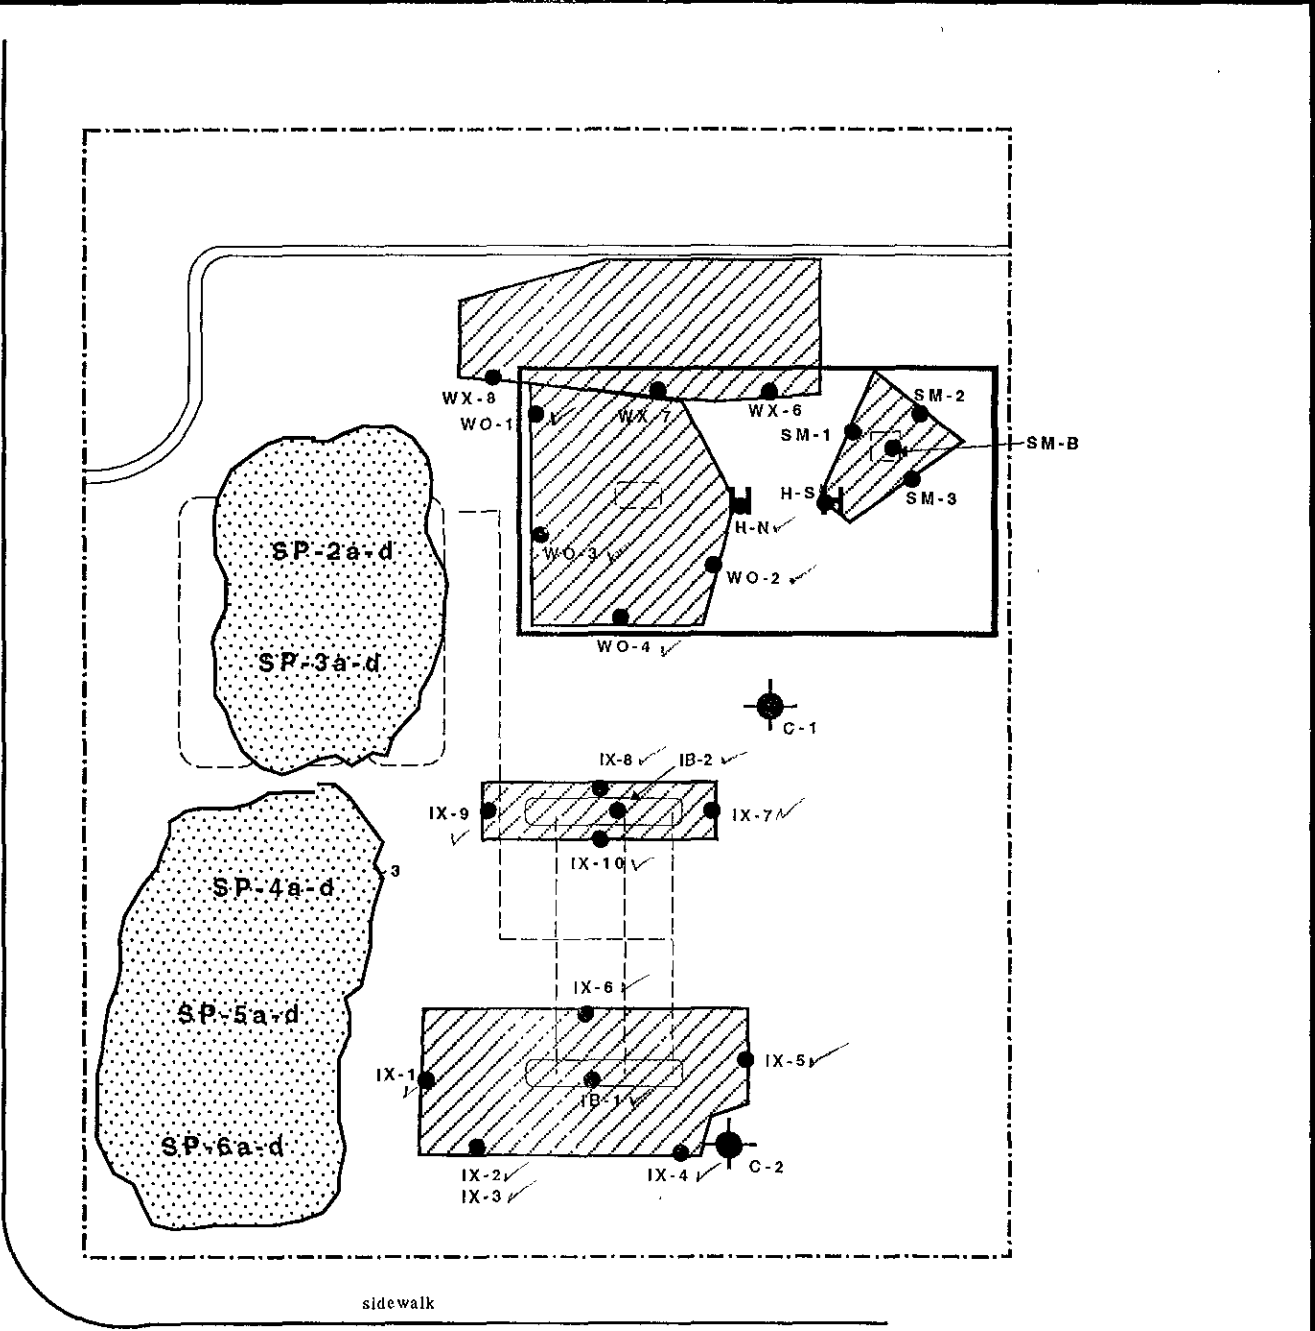 WX-8
WO-1
WX-7
WX-6
SM-2
SM-1
SM-B
H-S
SM-3
H-N
SP-2a-d
WO-3
WO-2
WO-4
SP-3a-d
C-1
IX-8
IB-2
IX-9
IX-7
IX-10
3
SP-4a-d
IX-6
SP-5a-d
IX-5
IX-1
IB-1
SP-6a-d
IX-2
IX-4
C-2
IX-3
sidewalk